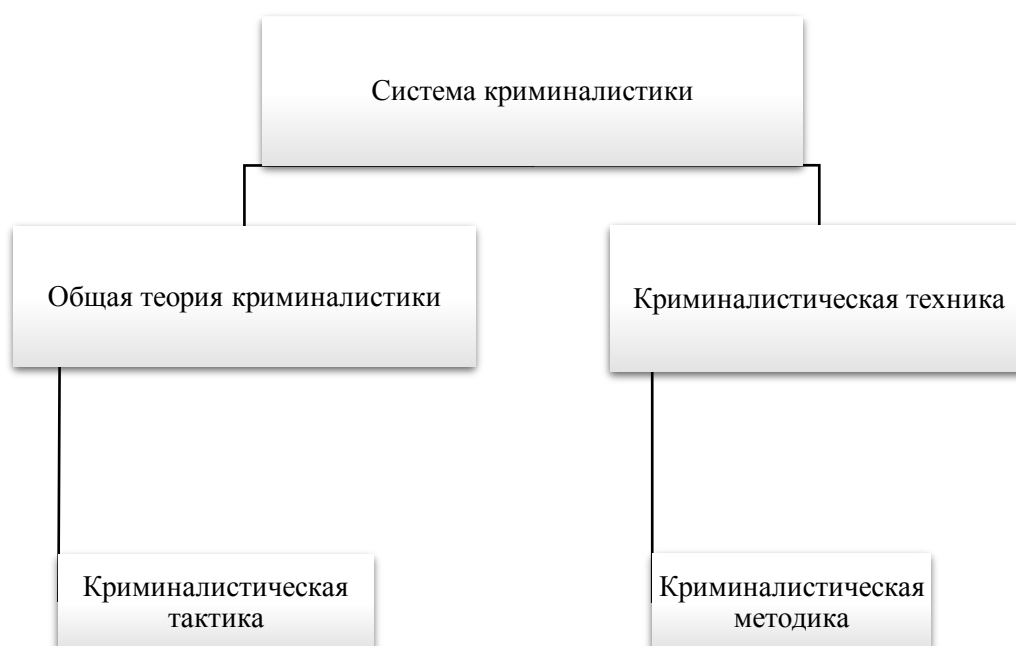 Система криминалистики
Общая теория криминалистики
Криминалистическая техника
Криминалистическая
тактика
Криминалистическая
методика